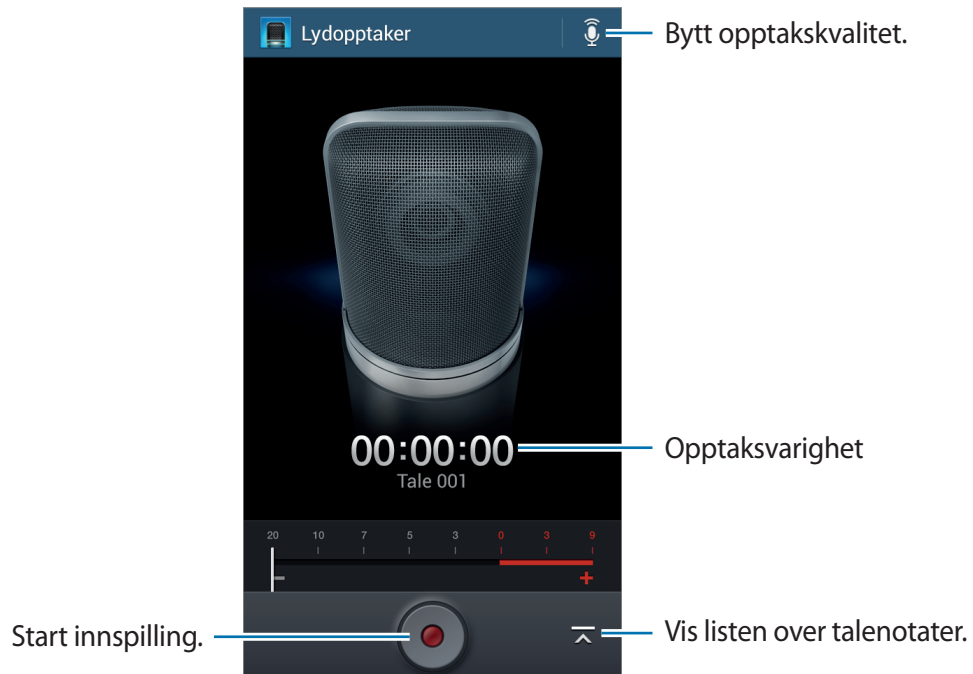 Lydopptaker
Bytt opptakskvalitet.
00:00:00
Opptaksvarighet
Tale 001
20 10 7 5 3 0 3 9
− +
Start innspilling.
Vis listen over talenotater.